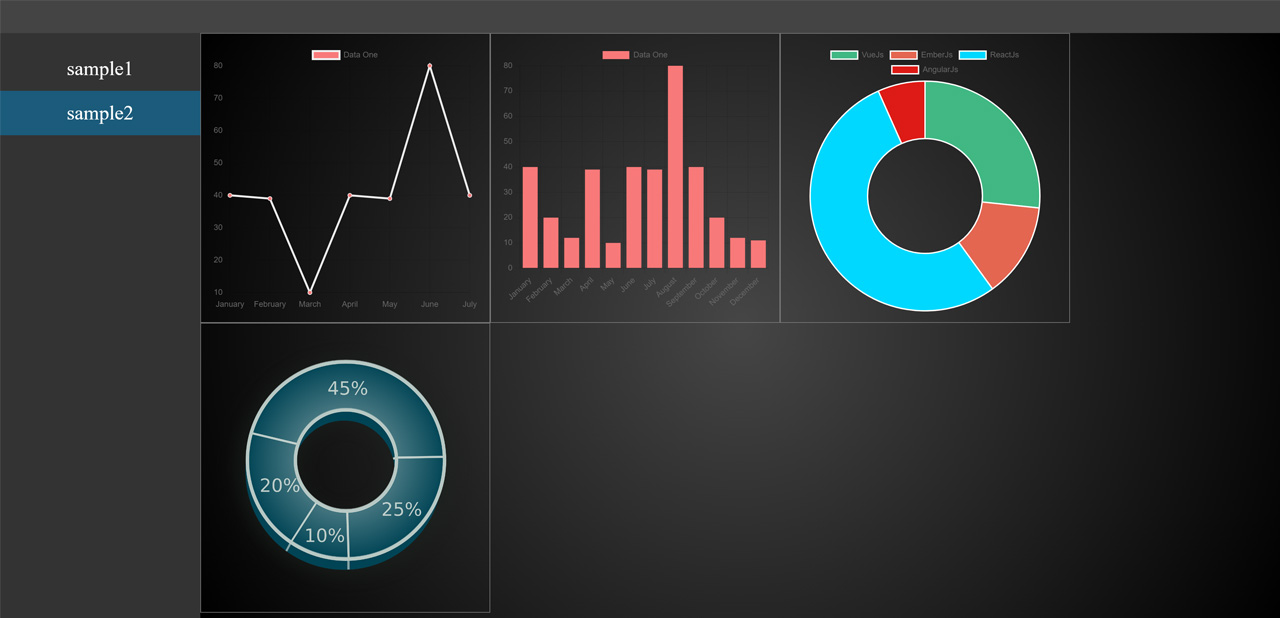 sample1
sample2
Data One
80
70
60
50
40
30
20
10
January February March April May June July
Data One
80
70
60
50
40
30
20
10
0
January February March April May June July August September October November December
VueJs EmberJs ReactJs
AngularJs
45%
20%
25%
10%